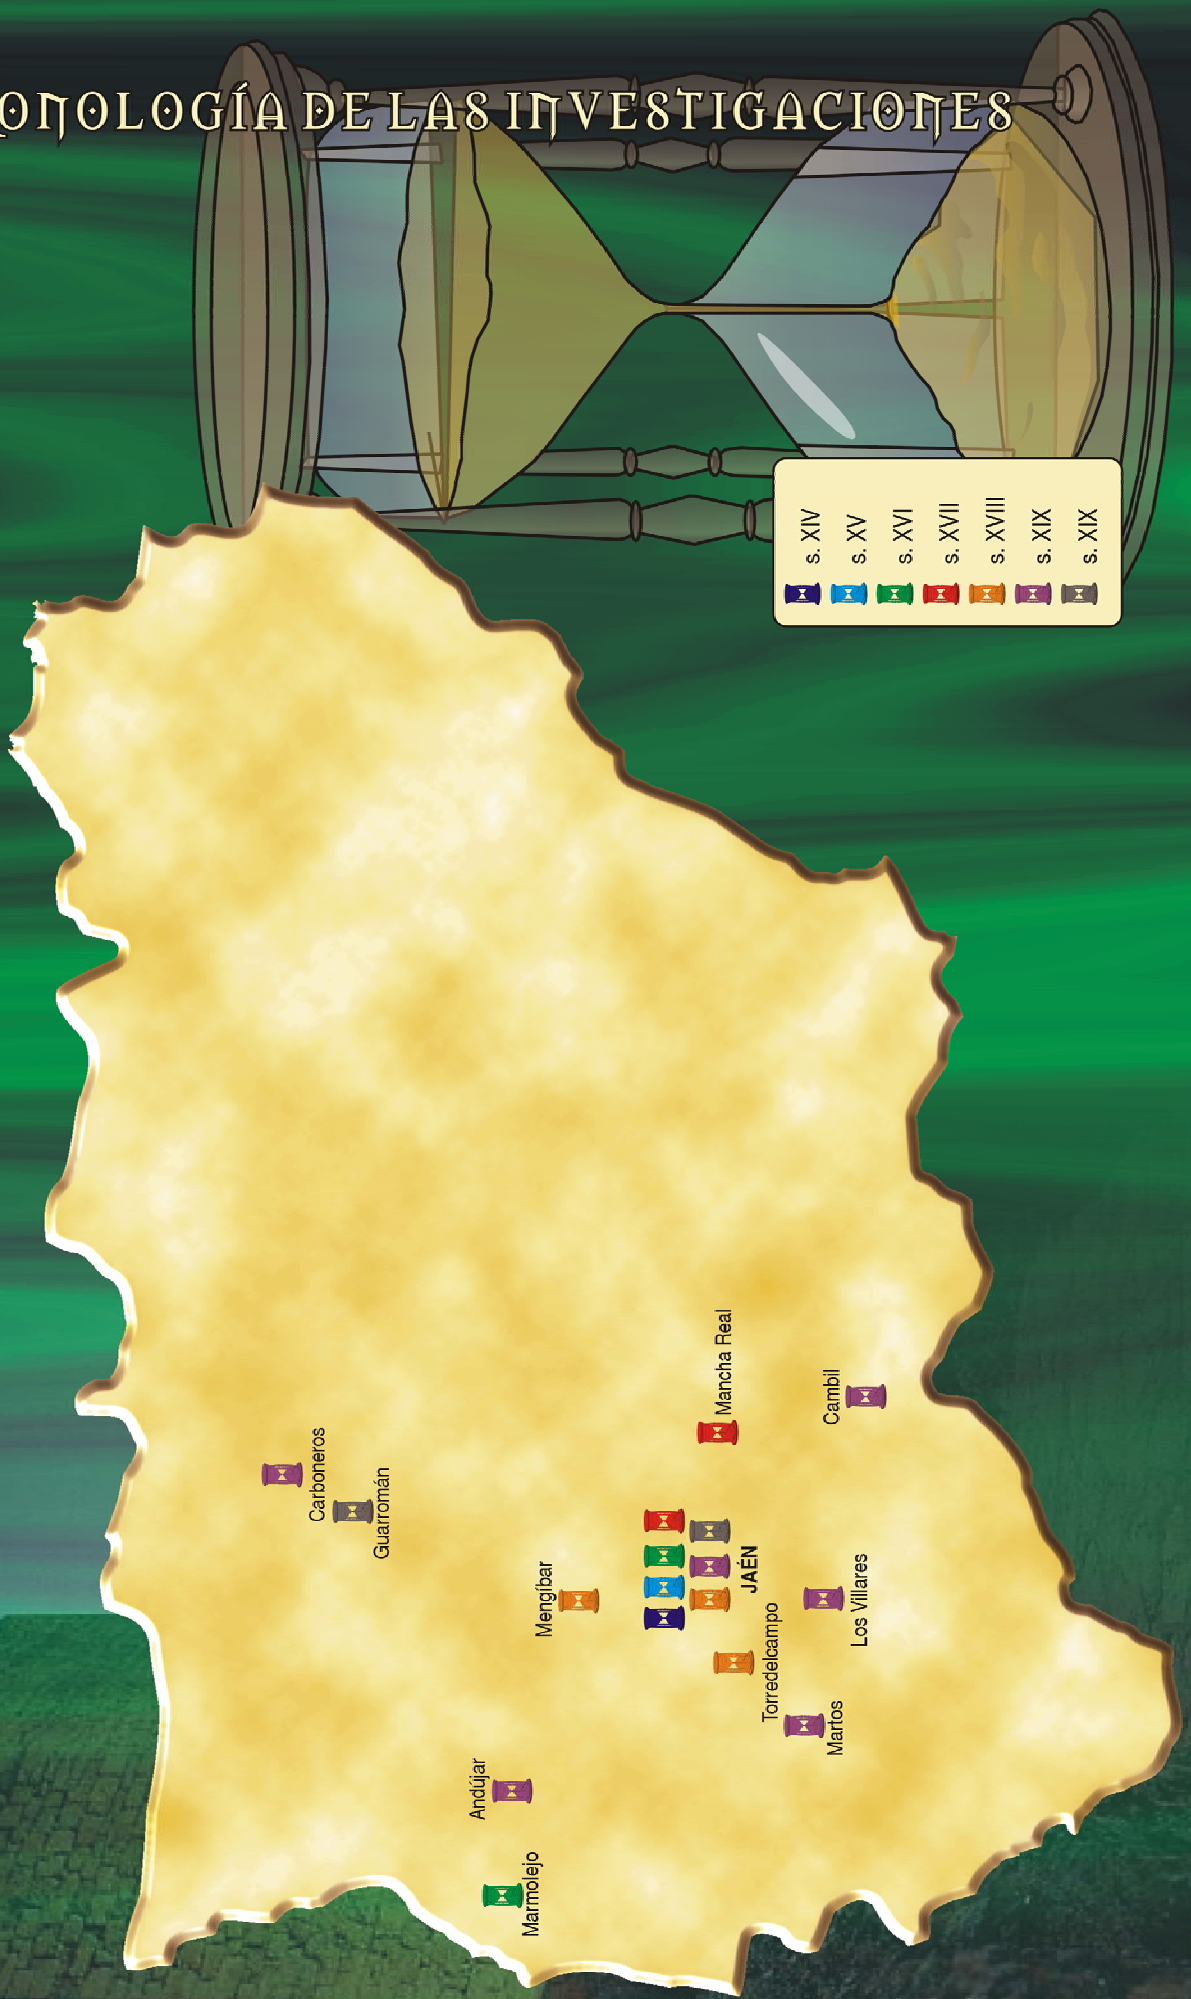 ONOLOGÍA DE LAS INVESTIGACIONES
s. XIV
s. XV
s. XVI
s. XVII
s. XVIII
s. XIX
s. XIX
Carboneros
Guarromán
Andújar
Marmolejo
Mengíbar
Mancha Real
JAÉN
Torredelcampo
Cambil
Martos
Los Villares